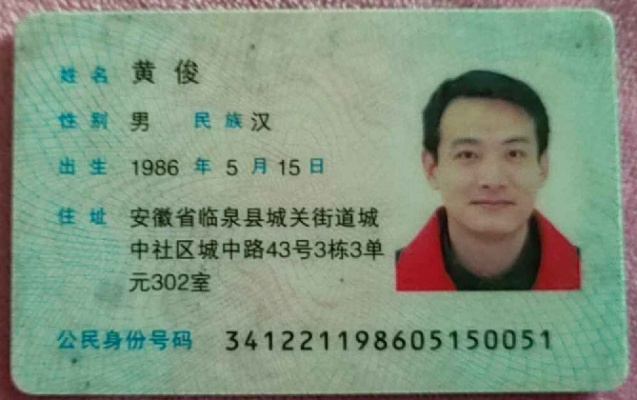 姓名 黄俊
性别 男 民族 汉
出生 1986 年 5 月 15 日
住址 安徽省临泉县城关街道城
中社区城中路43号3栋3单
元302室
公民身份号码 341221198605150051